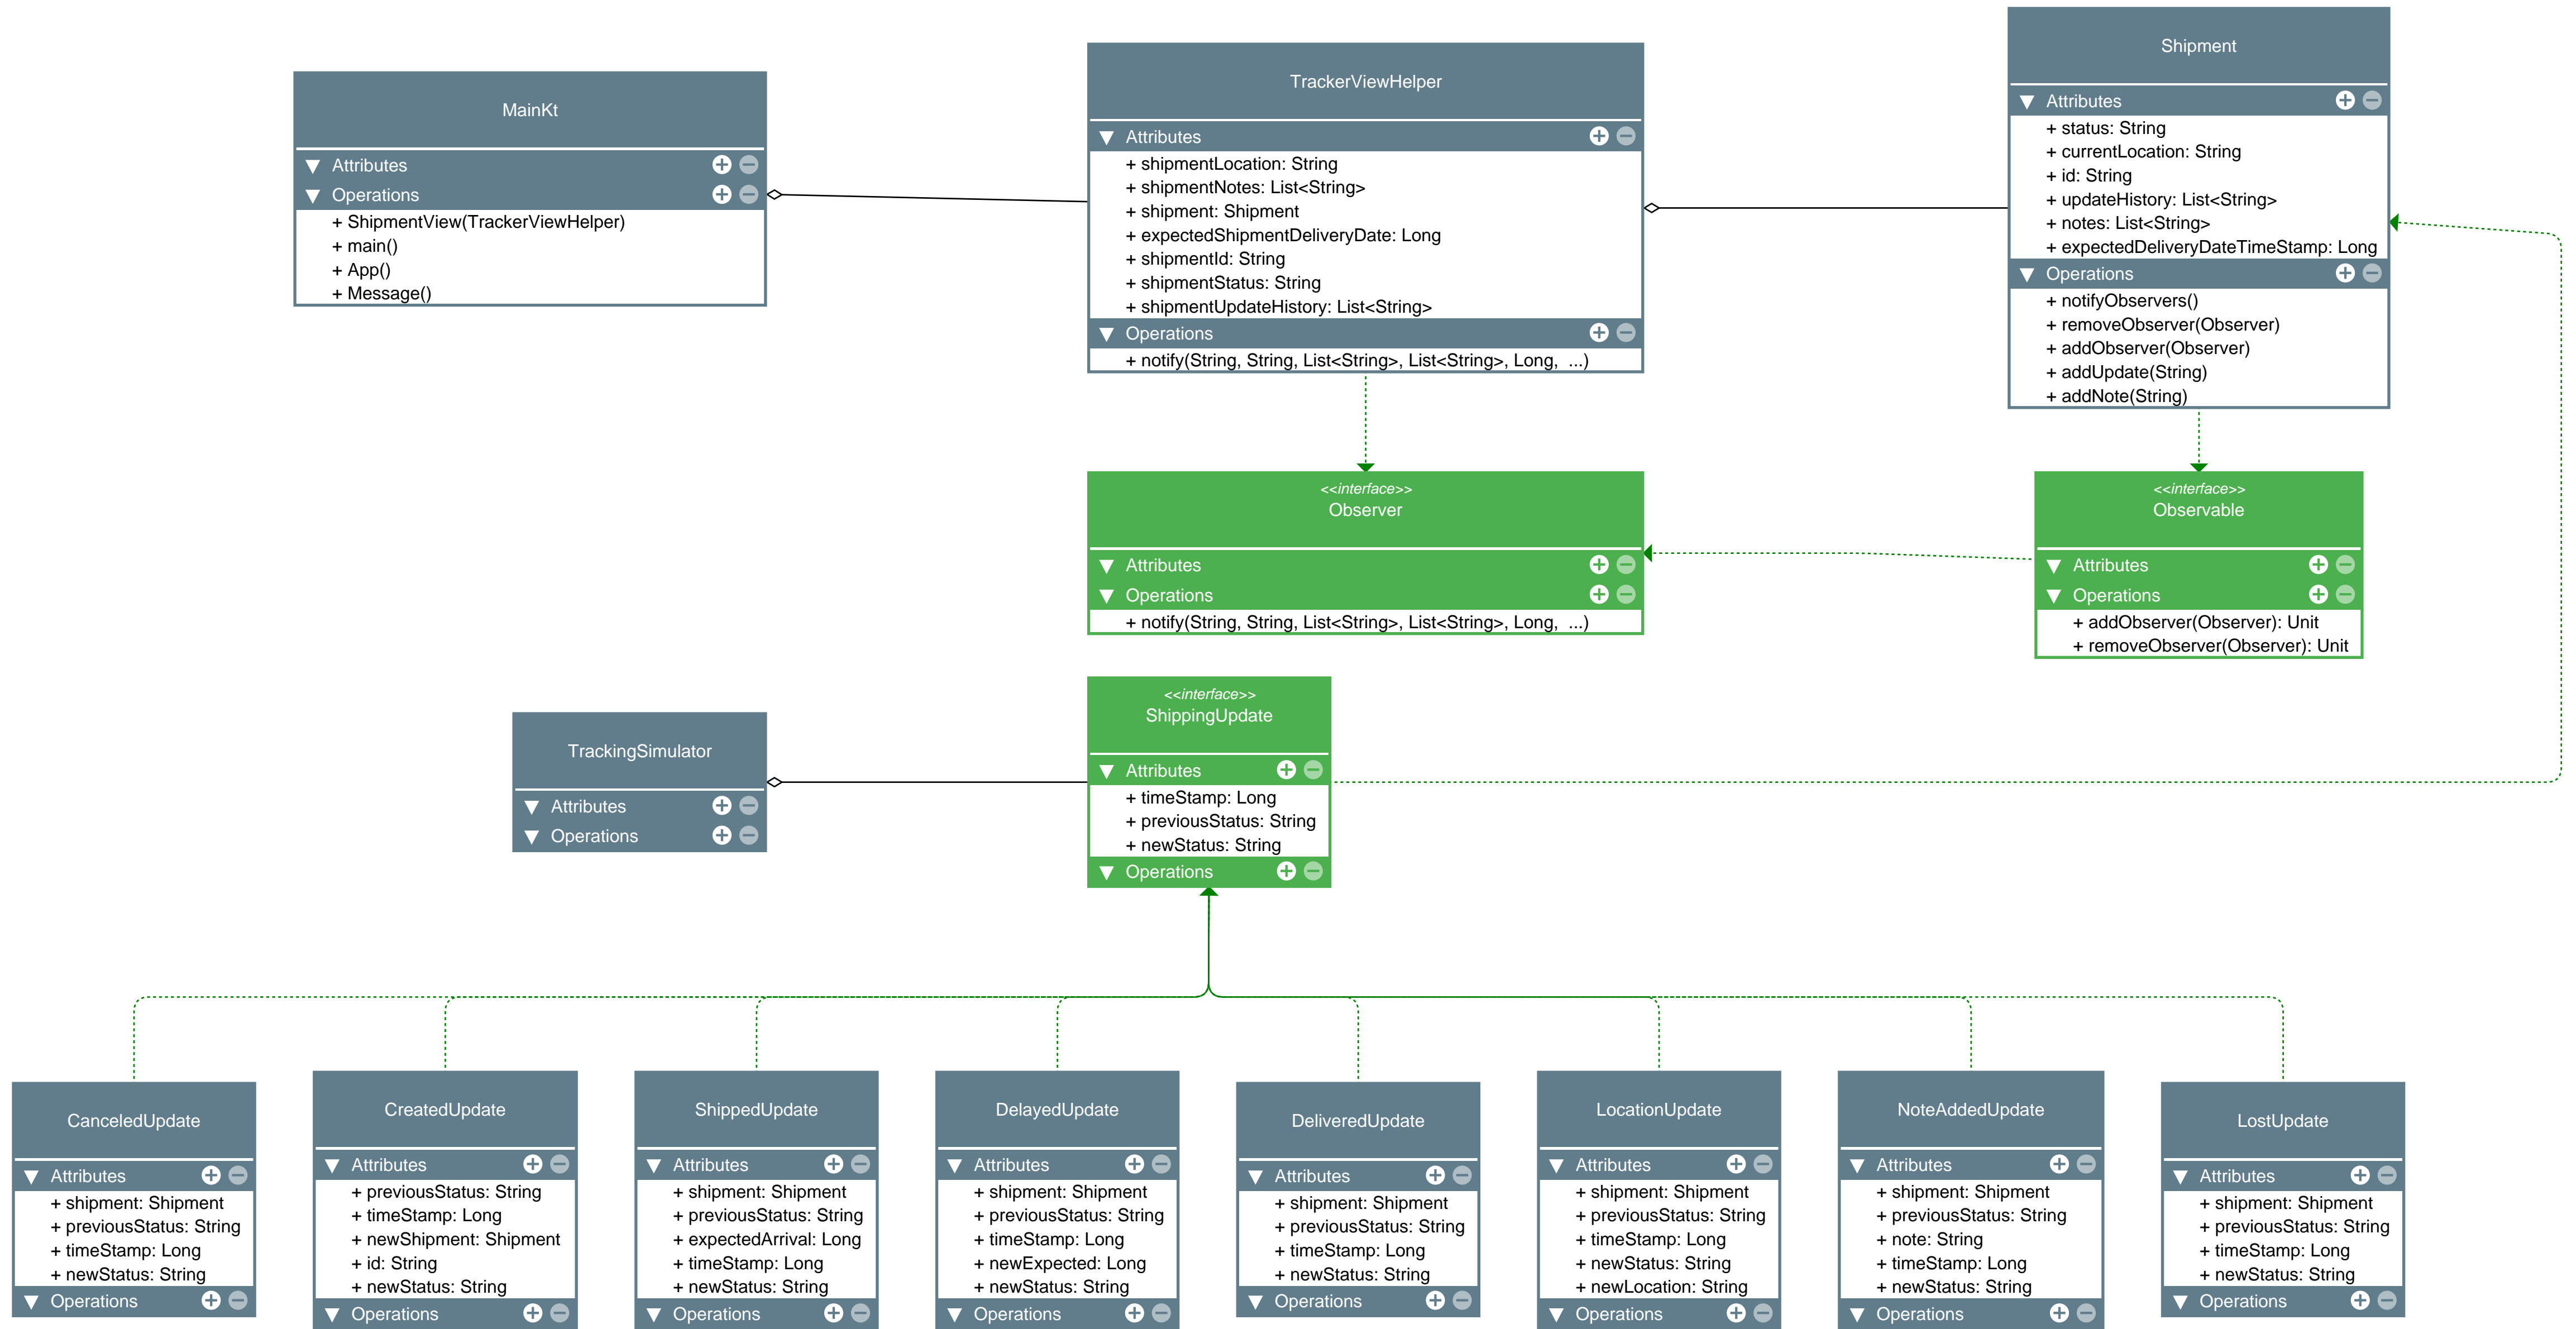 MainKt
Attributes
Operations
+ ShipmentView(TrackerViewHelper)
+ main()
+ App()
+ Message()
TrackerViewHelper
Attributes
+ shipmentLocation: String
+ shipmentNotes: List<String>
+ shipment: Shipment
+ expectedShipmentDeliveryDate: Long
+ shipmentId: String
+ shipmentStatus: String
+ shipmentUpdateHistory: List<String>
Operations
+ notify(String, String, List<String>, List<String>, Long, ...)
Shipment
Attributes
+ status: String
+ currentLocation: String
+ id: String
+ updateHistory: List<String>
+ notes: List<String>
+ expectedDeliveryDateTimeStamp: Long
Operations
+ notifyObservers()
+ removeObserver(Observer)
+ addObserver(Observer)
+ addUpdate(String)
+ addNote(String)
<<interface>>
Observer
Attributes
Operations
+ notify(String, String, List<String>, List<String>, Long, ...)
<<interface>>
Observable
Attributes
Operations
+ addObserver(Observer): Unit
+ removeObserver(Observer): Unit
TrackingSimulator
Attributes
Operations
<<interface>>
ShippingUpdate
Attributes
+ timeStamp: Long
+ previousStatus: String
+ newStatus: String
Operations
CanceledUpdate
Attributes
+ shipment: Shipment
+ previousStatus: String
+ timeStamp: Long
+ newStatus: String
Operations
CreatedUpdate
Attributes
+ previousStatus: String
+ timeStamp: Long
+ newShipment: Shipment
+ id: String
+ newStatus: String
Operations
ShippedUpdate
Attributes
+ shipment: Shipment
+ previousStatus: String
+ expectedArrival: Long
+ timeStamp: Long
+ newStatus: String
Operations
DelayedUpdate
Attributes
+ shipment: Shipment
+ previousStatus: String
+ timeStamp: Long
+ newExpected: Long
+ newStatus: String
Operations
DeliveredUpdate
Attributes
+ shipment: Shipment
+ previousStatus: String
+ timeStamp: Long
+ newStatus: String
Operations
LocationUpdate
Attributes
+ shipment: Shipment
+ previousStatus: String
+ timeStamp: Long
+ newStatus: String
+ newLocation: String
Operations
NoteAddedUpdate
Attributes
+ shipment: Shipment
+ previousStatus: String
+ note: String
+ timeStamp: Long
+ newStatus: String
Operations
LostUpdate
Attributes
+ shipment: Shipment
+ previousStatus: String
+ timeStamp: Long
+ newStatus: String
Operations